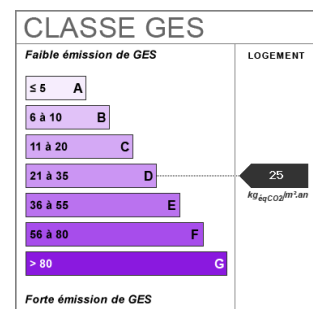 CLASSE GES
Faible émission de GES
LOGEMENT
≤ 5 A
6 à 10 B
11 à 20 C
21 à 35 D
25
kgéqCO2/m².an
36 à 55 E
56 à 80 F
> 80 G
Forte émission de GES